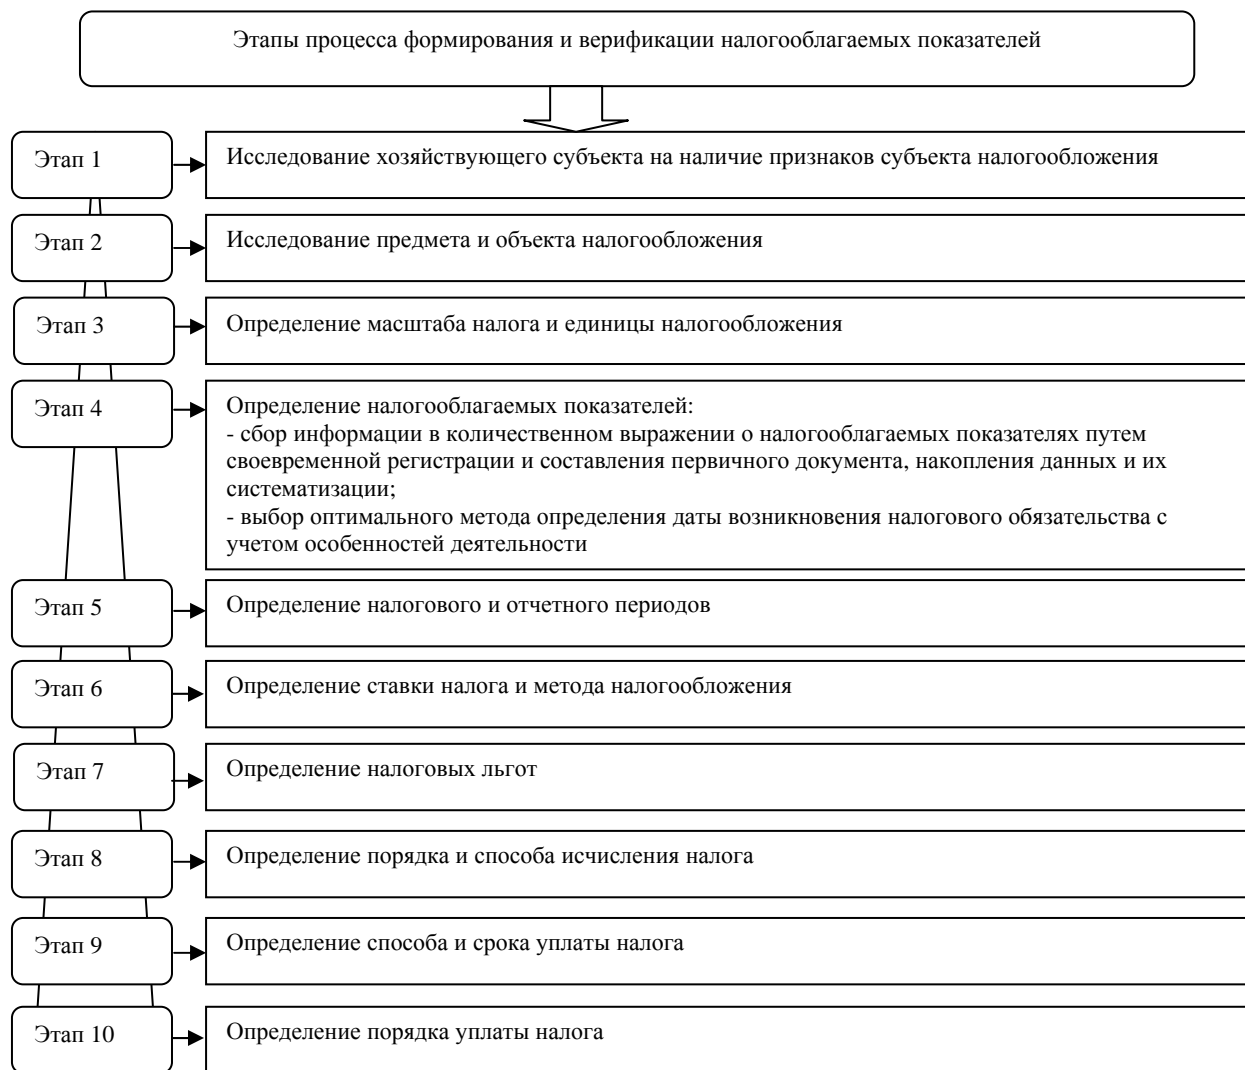 Этапы процесса формирования и верификации налогооблагаемых показателей
Этап 1
Исследование хозяйствующего субъекта на наличие признаков субъекта налогообложения
Этап 2
Исследование предмета и объекта налогообложения
Этап 3
Определение масштаба налога и единицы налогообложения
Этап 4
Определение налогооблагаемых показателей:
- сбор информации в количественном выражении о налогооблагаемых показателях путем
своевременной регистрации и составления первичного документа, накопления данных и их
систематизации;
- выбор оптимального метода определения даты возникновения налогового обязательства с
учетом особенностей деятельности
Этап 5
Определение налогового и отчетного периодов
Этап 6
Определение ставки налога и метода налогообложения
Этап 7
Определение налоговых льгот
Этап 8
Определение порядка и способа исчисления налога
Этап 9
Определение способа и срока уплаты налога
Этап 10
Определение порядка уплаты налога